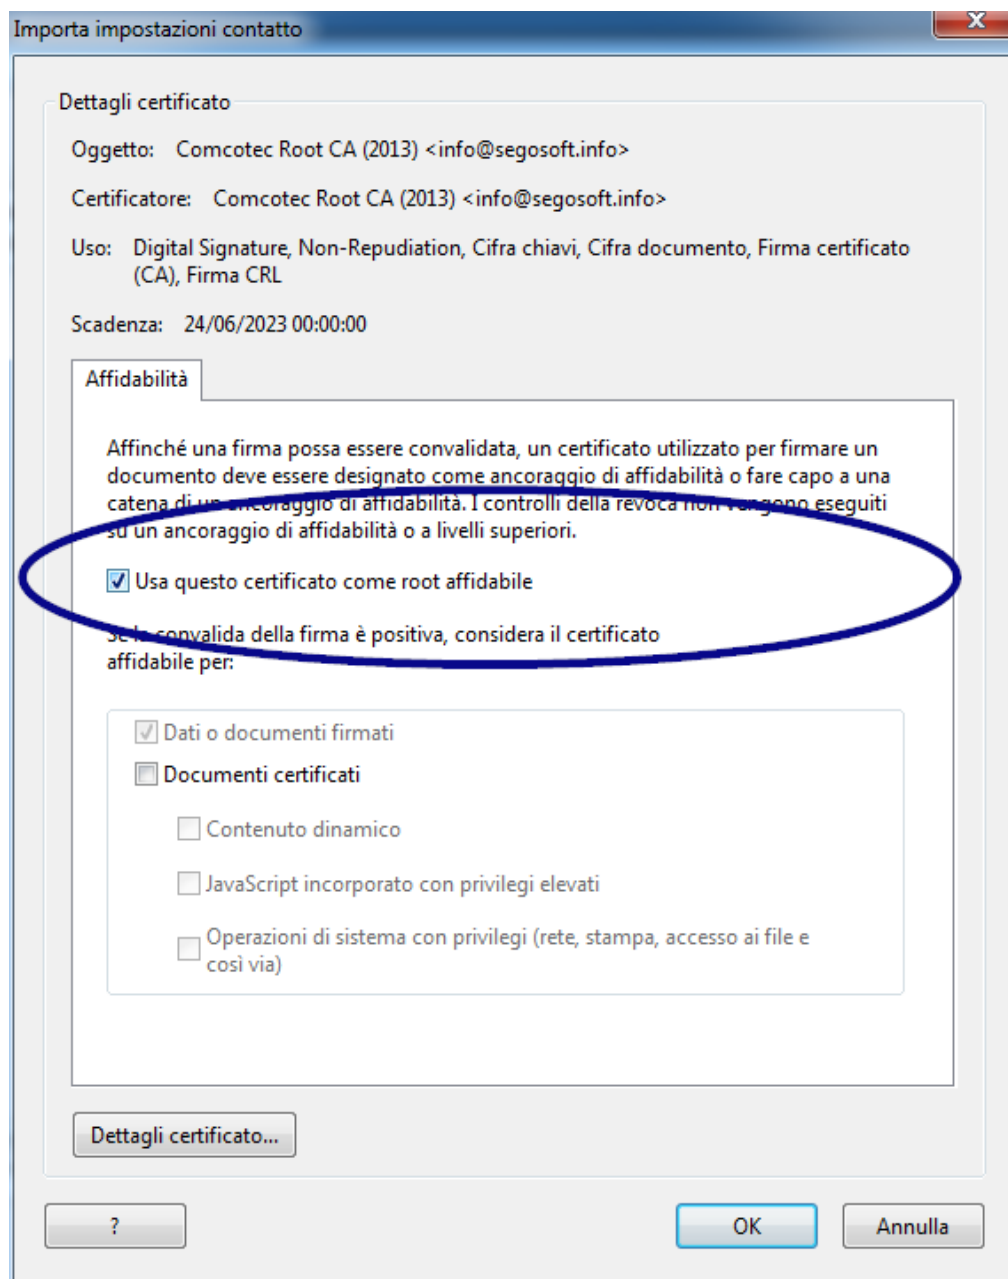 Importa impostazioni contatto
x
Dettagli certificato
Oggetto: Comcotec Root CA (2013) <info@segosoft.info>
Certificatore: Comcotec Root CA (2013) <info@segosoft.info>
Uso: Digital Signature, Non-Repudiation, Cifra chiavi, Cifra documento, Firma certificato
(CA), Firma CRL
Scadenza: 24/06/2023 00:00:00
Affidabilità
Affinché una firma possa essere convalidata, un certificato utilizzato per firmare un
documento deve essere designato come ancoraggio di affidabilità o fare capo a una
catena di un ancoraggio di affidabilità. I controlli della revoca non vengono eseguiti
su un ancoraggio di affidabilità o a livelli superiori.
Usa questo certificato come root affidabile
Se la convalida della firma è positiva, considera il certificato
affidabile per:
Dati o documenti firmati
Documenti certificati
Contenuto dinamico
JavaScript incorporato con privilegi elevati
Operazioni di sistema con privilegi (rete, stampa, accesso ai file e
così via)
Dettagli certificato...
?
OK
Annulla